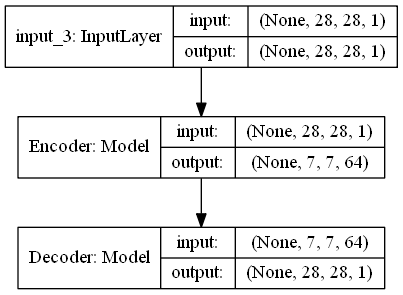 input_3: InputLayer
input: (None, 28, 28, 1)
output: (None, 28, 28, 1)
Encoder: Model
input: (None, 28, 28, 1)
output: (None, 7, 7, 64)
Decoder: Model
input: (None, 7, 7, 64)
output: (None, 28, 28, 1)